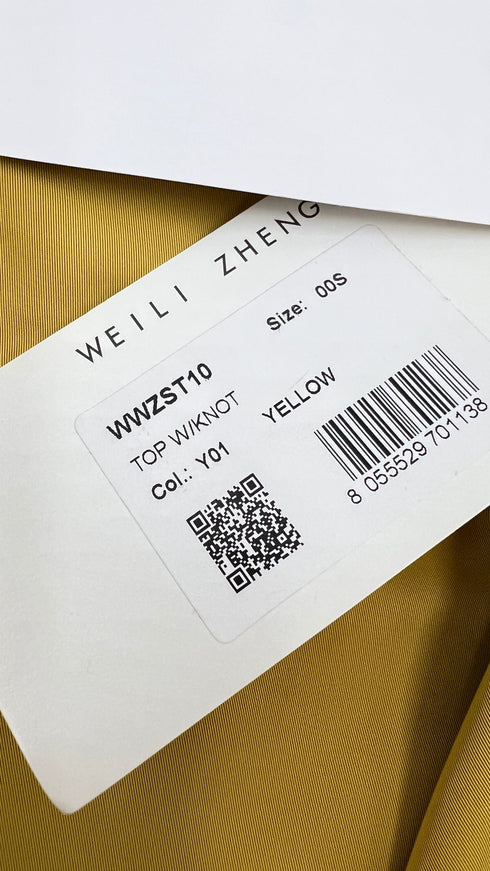 WEILI ZHENG
Size: 00S
WWZST10
TOP W/KNOT YELLOW
Col.: Y01
8 055529 701138